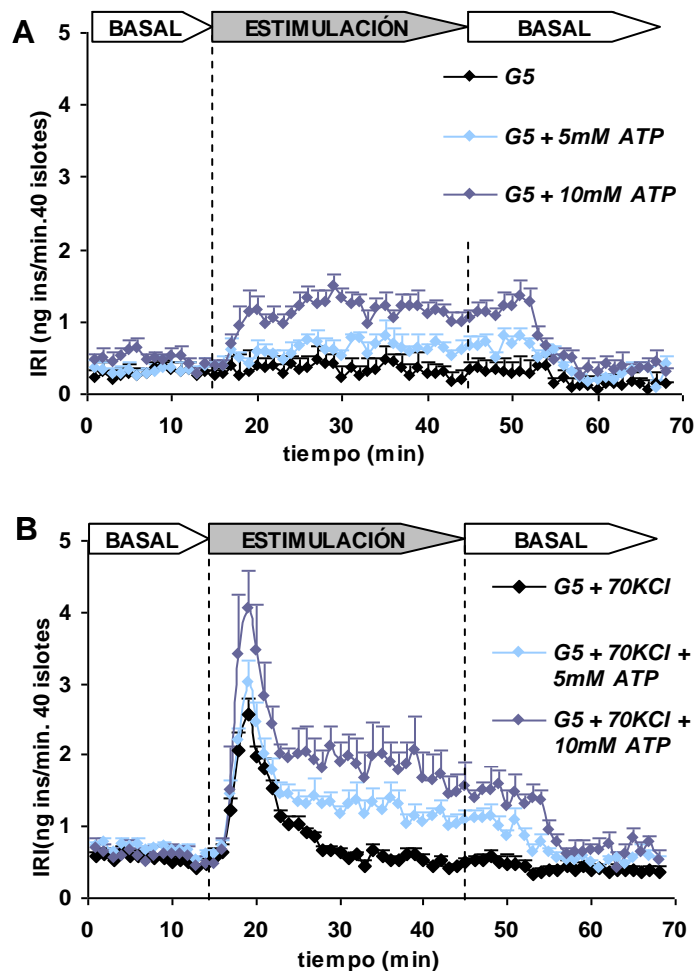 A
BASAL ESTIMULACIÓN BASAL
5
4
3
2
1
0
IRI (ng ins/min.40 islotes)
G5
G5 + 5mM ATP
G5 + 10mM ATP
0 10 20 30 40 50 60 70
tiempo (min)
B
BASAL ESTIMULACIÓN BASAL
5
4
3
2
1
0
IRI(ng ins/min. 40 islotes)
G5 + 70KCl
G5 + 70KCl +
5mM ATP
G5 + 70KCl +
10mM ATP
0 10 20 30 40 50 60 70
tiempo (min)